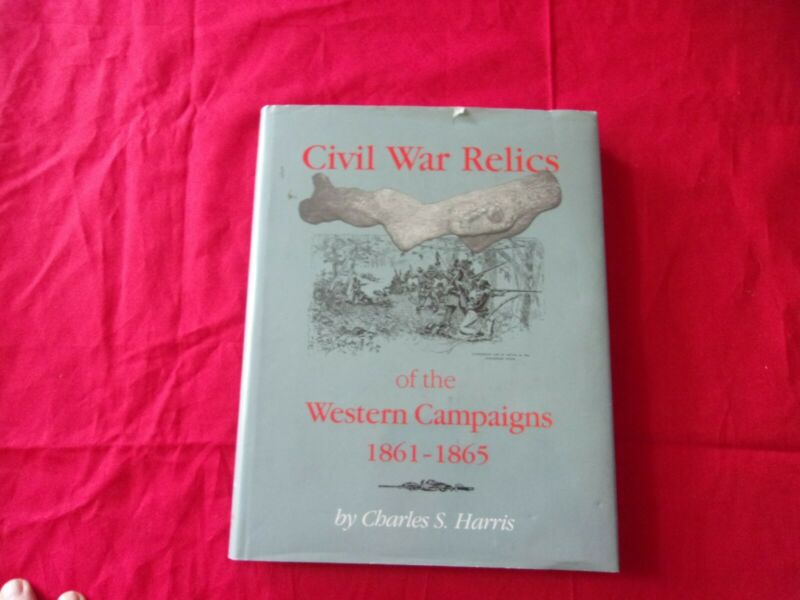 Civil War Relics
of the
Western Campaigns
1861-1865
by Charles S. Harris